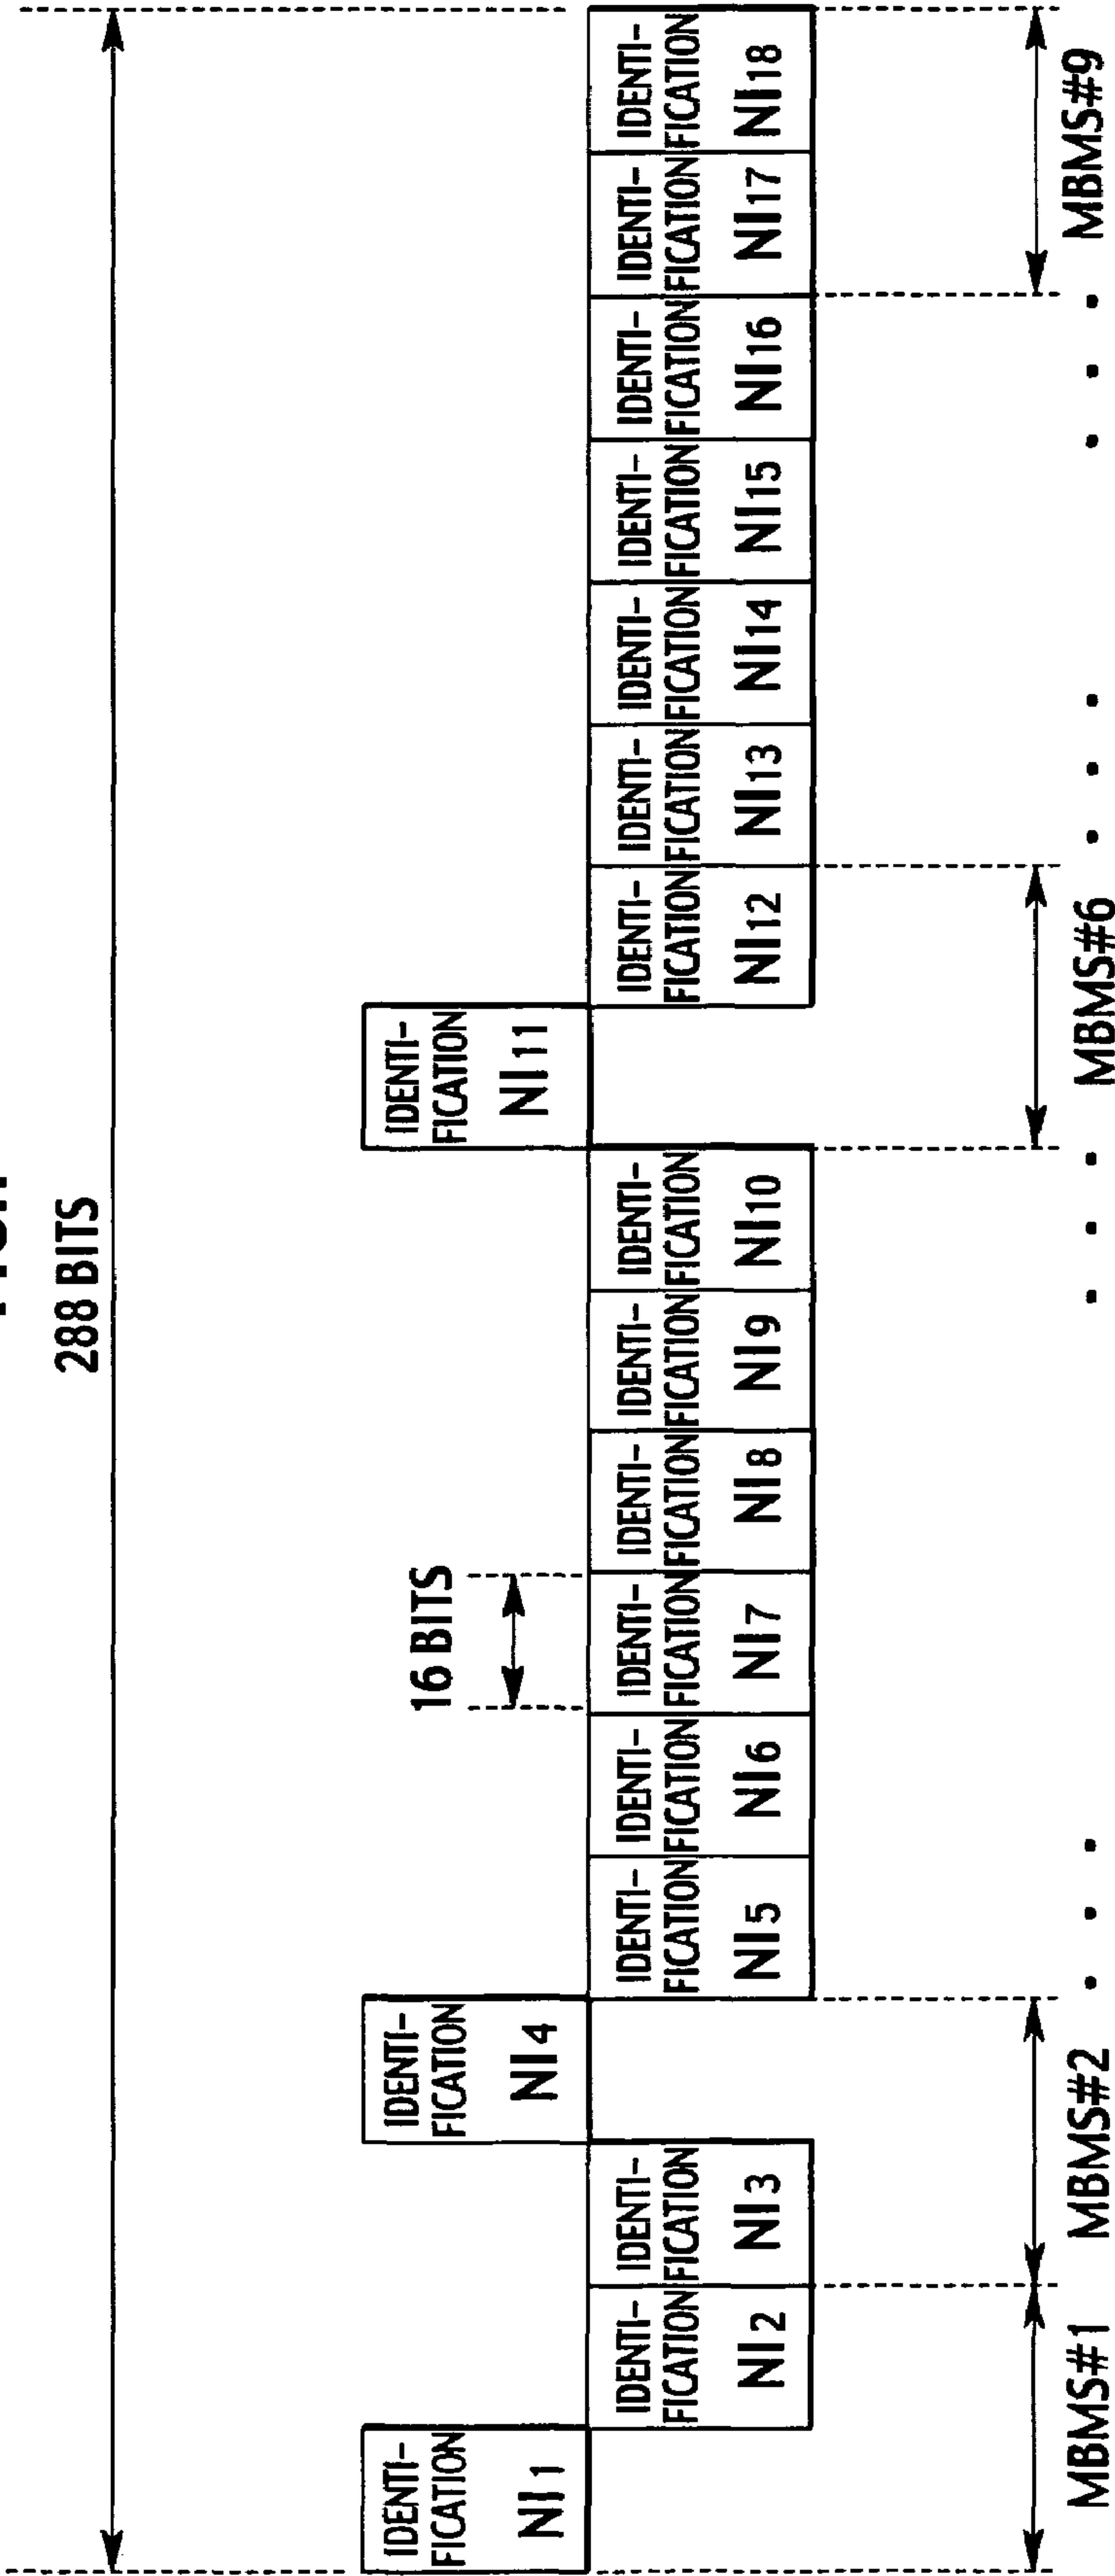 288 BITS
16 BITS
IDENTI-
FICATION
NI1
IDENTI-
FICATION
NI2
IDENTI-
FICATION
NI3
IDENTI-
FICATION
NI4
IDENTI-
FICATION
NI5
IDENTI-
FICATION
NI6
IDENTI-
FICATION
NI7
IDENTI-
FICATION
NI8
IDENTI-
FICATION
NI9
IDENTI-
FICATION
NI10
IDENTI-
FICATION
NI11
IDENTI-
FICATION
NI12
IDENTI-
FICATION
NI13
IDENTI-
FICATION
NI14
IDENTI-
FICATION
NI15
IDENTI-
FICATION
NI16
IDENTI-
FICATION
NI17
IDENTI-
FICATION
NI18
MBMS#1
MBMS#2
. . .
. . .
MBMS#6
. . .
. . .
MBMS#9